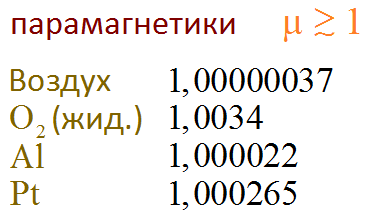 парамагнетики μ ≳ 1
Воздух 1,00000037
O₂ (жид.) 1,0034
Al 1,000022
Pt 1,000265